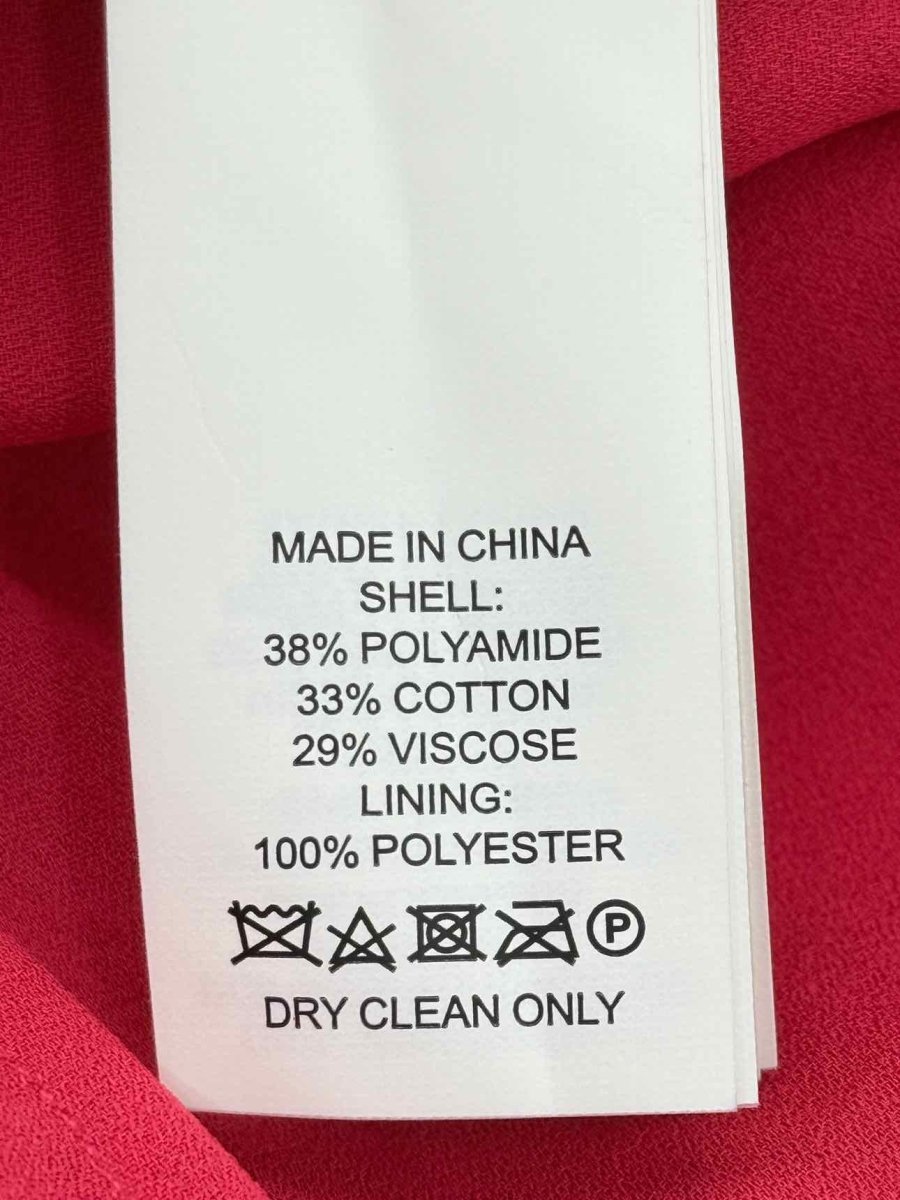 MADE IN CHINA
SHELL:
38% POLYAMIDE
33% COTTON
29% VISCOSE
LINING:
100% POLYESTER
P
DRY CLEAN ONLY